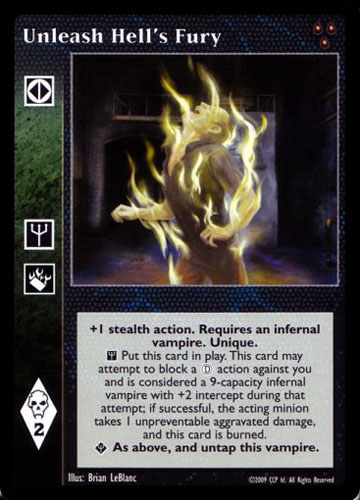 Unleash Hell's Fury
+1 stealth action. Requires an infernal
vampire. Unique.
Put this card in play. This card may
attempt to block a Ⓓ action against you
and is considered a 9-capacity infernal
vampire with +2 intercept during that
attempt; if successful, the acting minion
takes 1 unpreventable aggravated damage,
and this card is burned.
As above, and untap this vampire.
2
Illus: Brian LeBlanc
©2009 CCP hf. All Rights Reserved